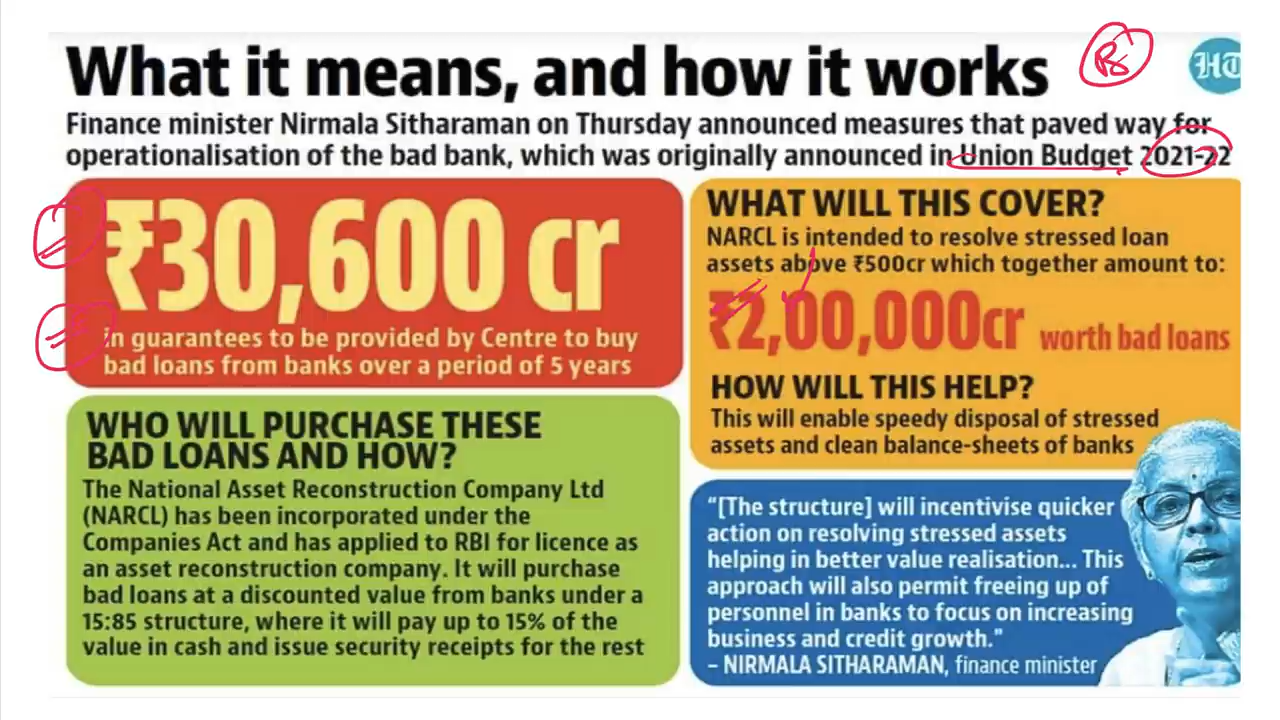 What it means, and how it works
HT
Finance minister Nirmala Sitharaman on Thursday announced measures that paved way for
operationalisation of the bad bank, which was originally announced in Union Budget 2021-22
₹30,600 cr
in guarantees to be provided by Centre to buy
bad loans from banks over a period of 5 years
WHO WILL PURCHASE THESE
BAD LOANS AND HOW?
The National Asset Reconstruction Company Ltd
(NARCL) has been incorporated under the
Companies Act and has applied to RBI for licence as
an asset reconstruction company. It will purchase
bad loans at a discounted value from banks under a
15:85 structure, where it will pay up to 15% of the
value in cash and issue security receipts for the rest
WHAT WILL THIS COVER?
NARCL is intended to resolve stressed loan
assets above ₹500cr which together amount to:
₹2,00,000cr worth bad loans
HOW WILL THIS HELP?
This will enable speedy disposal of stressed
assets and clean balance-sheets of banks
“[The structure] will incentivise quicker
action on resolving stressed assets
helping in better value realisation... This
approach will also permit freeing up of
personnel in banks to focus on increasing
business and credit growth.”
– NIRMALA SITHARAMAN, finance minister